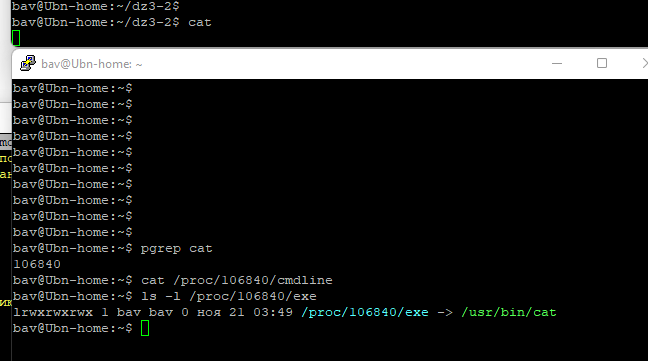 bav@Ubn-home:~/dz3-2$
bav@Ubn-home:~/dz3-2$ cat
bav@Ubn-home: ~
bav@Ubn-home:~$
bav@Ubn-home:~$
bav@Ubn-home:~$
bav@Ubn-home:~$
bav@Ubn-home:~$
bav@Ubn-home:~$
bav@Ubn-home:~$
bav@Ubn-home:~$
bav@Ubn-home:~$
bav@Ubn-home:~$
bav@Ubn-home:~$ pgrep cat
106840
bav@Ubn-home:~$ cat /proc/106840/cmdline
bav@Ubn-home:~$ ls -l /proc/106840/exe
lrwxrwxrwx 1 bav bav 0 ноя 21 03:49 /proc/106840/exe -> /usr/bin/cat
bav@Ubn-home:~$